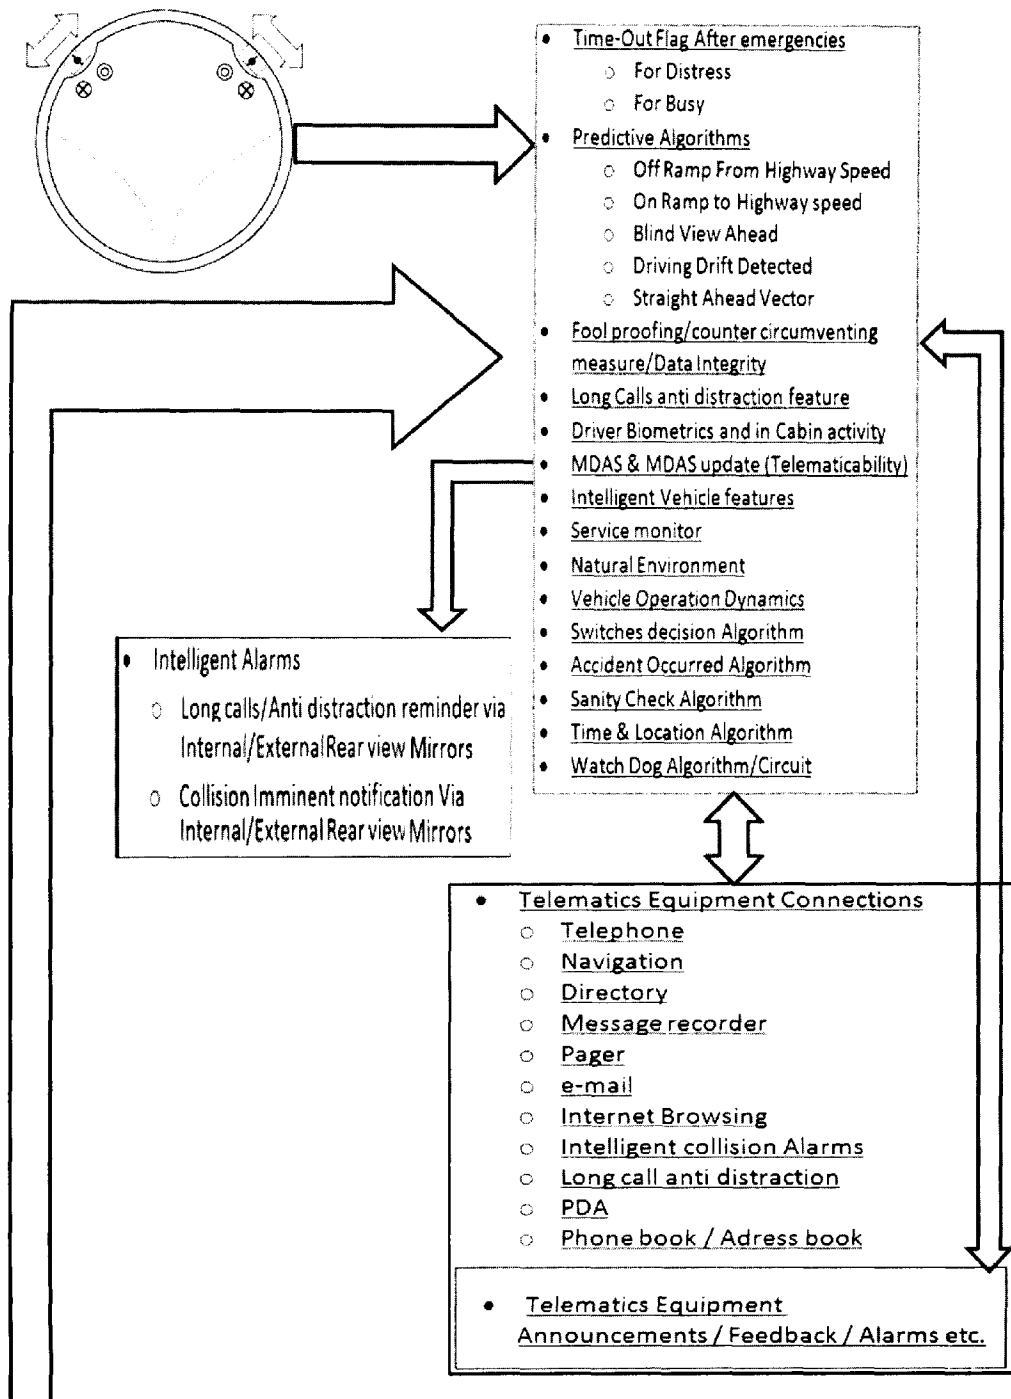 • Time-Out Flag After emergencies
○ For Distress
○ For Busy
• Predictive Algorithms
○ Off Ramp From Highway Speed
○ On Ramp to Highway speed
○ Blind View Ahead
○ Driving Drift Detected
○ Straight Ahead Vector
• Fool proofing/counter circumventing
measure/Data Integrity
• Long Calls anti distraction feature
• Driver Biometrics and in Cabin activity
• MDAS & MDAS update (Telematicability)
• Intelligent Vehicle features
• Service monitor
• Natural Environment
• Vehicle Operation Dynamics
• Switches decision Algorithm
• Accident Occurred Algorithm
• Sanity Check Algorithm
• Time & Location Algorithm
• Watch Dog Algorithm/Circuit
• Intelligent Alarms
○ Long calls/Anti distraction reminder via
Internal/External Rear view Mirrors
○ Collision Imminent notification Via
Internal/External Rear view Mirrors
• Telematics Equipment Connections
○ Telephone
○ Navigation
○ Directory
○ Message recorder
○ Pager
○ e-mail
○ Internet Browsing
○ Intelligent collision Alarms
○ Long call anti distraction
○ PDA
○ Phone book / Adress book
• Telematics Equipment
Announcements / Feedback / Alarms etc.